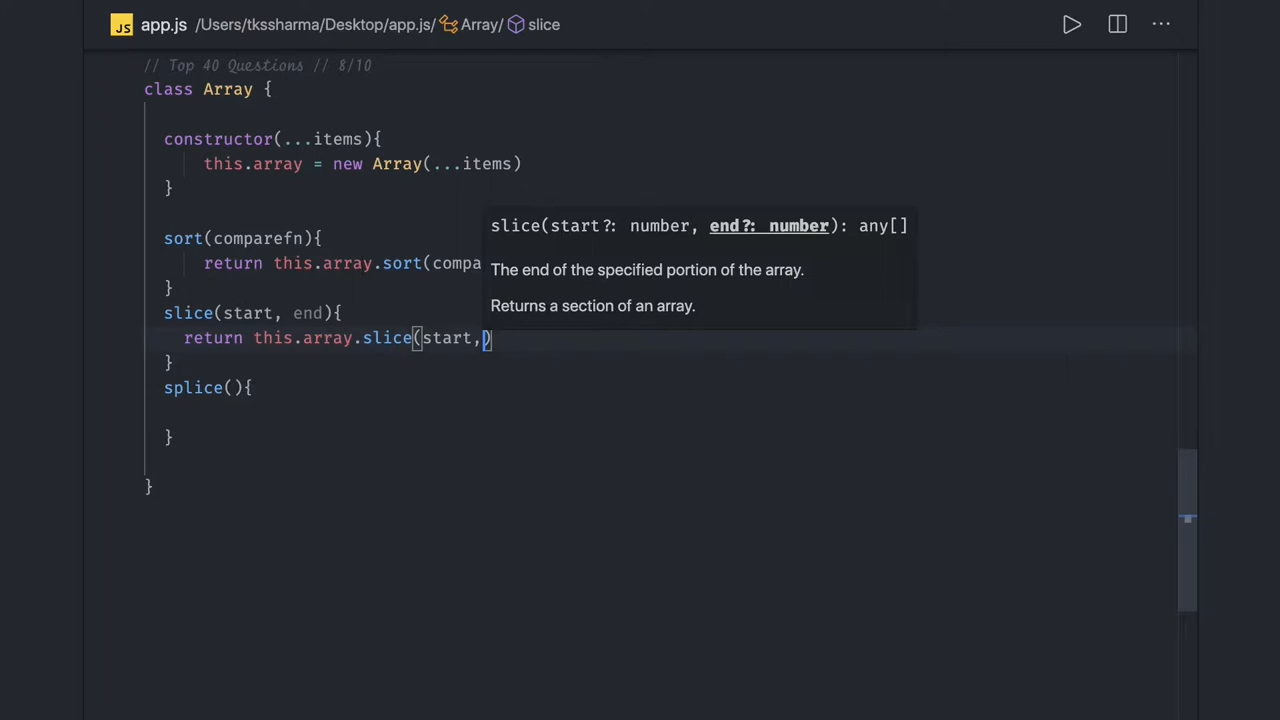 JS app.js /Users/tkssharma/Desktop/app.js/ Array/ slice
// Top 40 Questions // 8/10
class Array {
constructor(...items){
this.array = new Array(...items)
}
sort(comparefn){
return this.array.sort(compa
}
slice(start, end){
return this.array.slice(start,)
}
splice(){
}
}
slice(start?: number, end?: number): any[]
The end of the specified portion of the array.
Returns a section of an array.